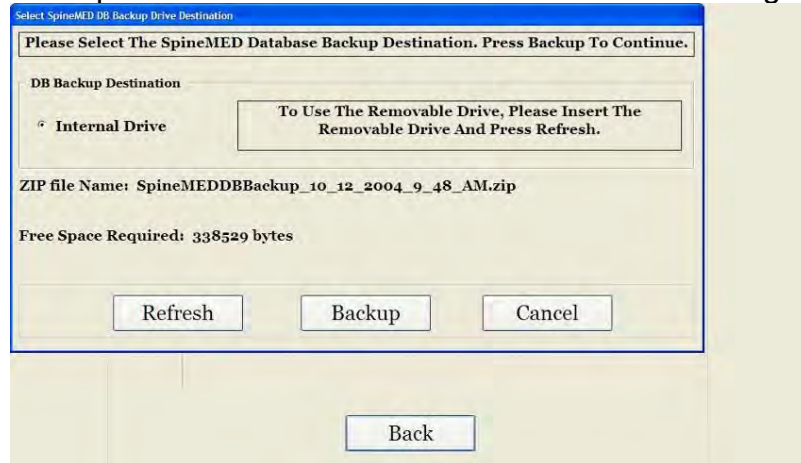 Select SpineMED DB Backup Drive Destination
Please Select The SpineMED Database Backup Destination. Press Backup To Continue.
DB Backup Destination
Internal Drive
To Use The Removable Drive, Please Insert The
Removable Drive And Press Refresh.
ZIP file Name: SpineMEDDBBackup_10_12_2004_9_48_AM.zip
Free Space Required: 338529 bytes
Refresh Backup Cancel
Back